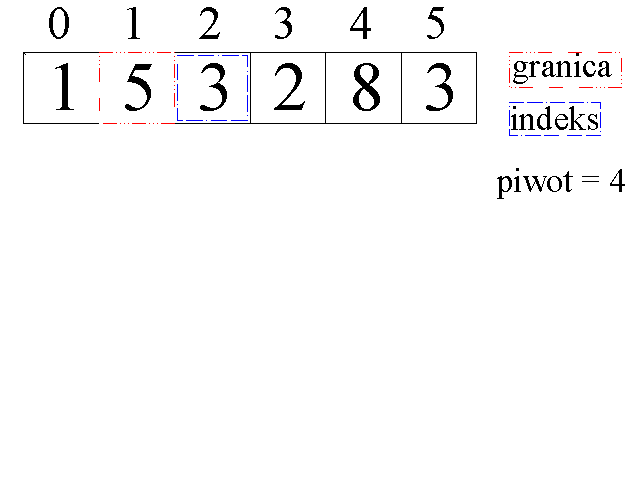 0 1 2 3 4 5
1 5 3 2 8 3
granica
indeks
piwot = 4